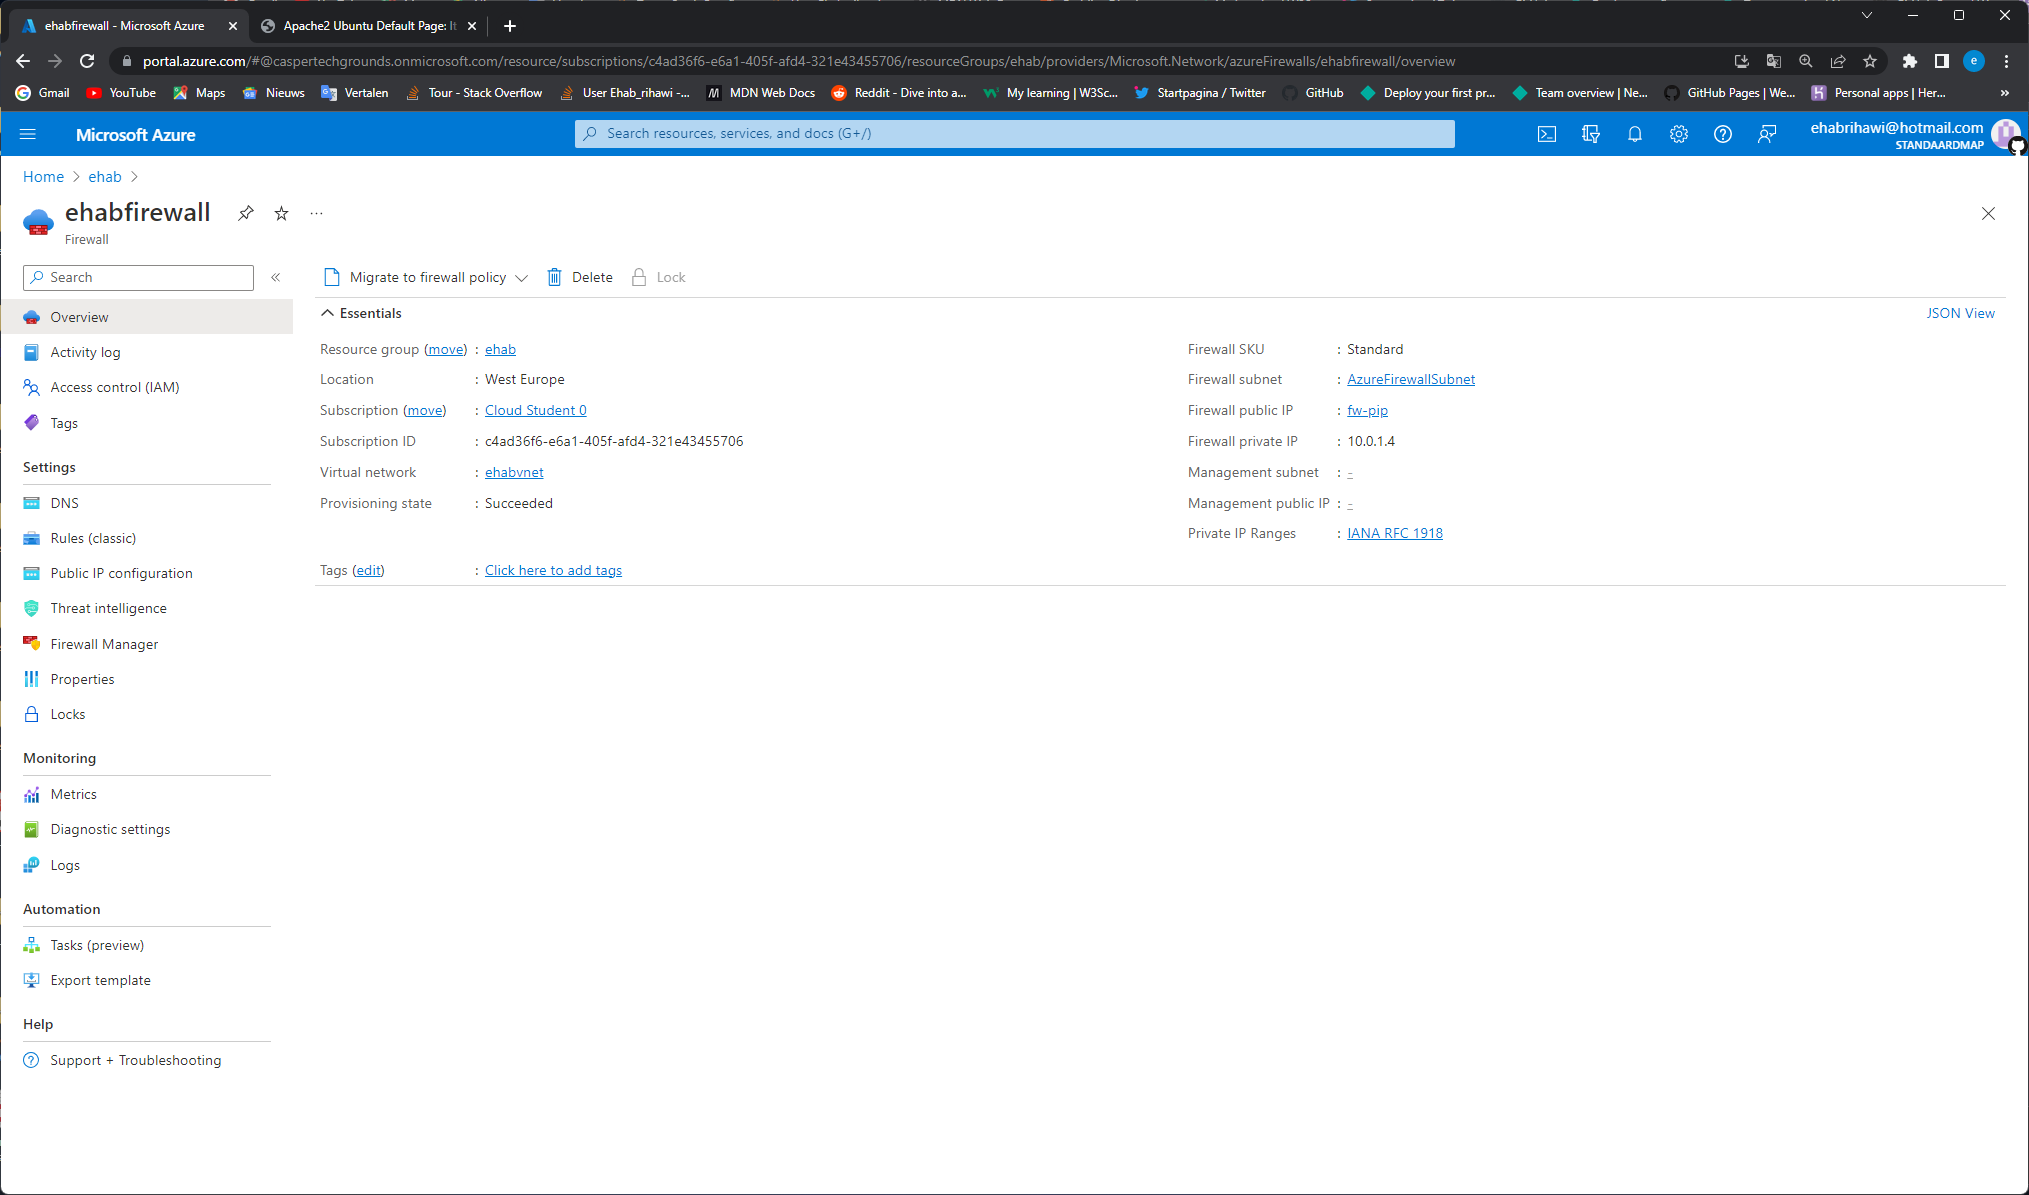 ehabfirewall - Microsoft Azure
Apache2 Ubuntu Default Page: It
portal.azure.com/#@caspertechgrounds.onmicrosoft.com/resource/subscriptions/c4ad36f6-e6a1-405f-afd4-321e43455706/resourceGroups/ehab/providers/Microsoft.Network/azureFirewalls/ehabfirewall/overview
e
Gmail YouTube Maps Nieuws Vertalen Tour - Stack Overflow User Ehab_rihawi -... MDN Web Docs Reddit - Dive into a... My learning | W3Sc... Startpagina / Twitter GitHub Deploy your first pr... Team overview | Ne... GitHub Pages | We... Personal apps | Her... »
Microsoft Azure
Search resources, services, and docs (G+/)
ehabrihawi@hotmail.com
STANDAARDMAP
Home > ehab >
ehabfirewall
Firewall
Search
Overview
Activity log
Access control (IAM)
Tags
Settings
DNS
Rules (classic)
Public IP configuration
Threat intelligence
Firewall Manager
Properties
Locks
Monitoring
Metrics
Diagnostic settings
Logs
Automation
Tasks (preview)
Export template
Help
Support + Troubleshooting
Migrate to firewall policy Delete Lock
Essentials
JSON View
Resource group (move) : ehab
Location : West Europe
Subscription (move) : Cloud Student 0
Subscription ID : c4ad36f6-e6a1-405f-afd4-321e43455706
Virtual network : ehabvnet
Provisioning state : Succeeded
Firewall SKU : Standard
Firewall subnet : AzureFirewallSubnet
Firewall public IP : fw-pip
Firewall private IP : 10.0.1.4
Management subnet : -
Management public IP : -
Private IP Ranges : IANA RFC 1918
Tags (edit) : Click here to add tags